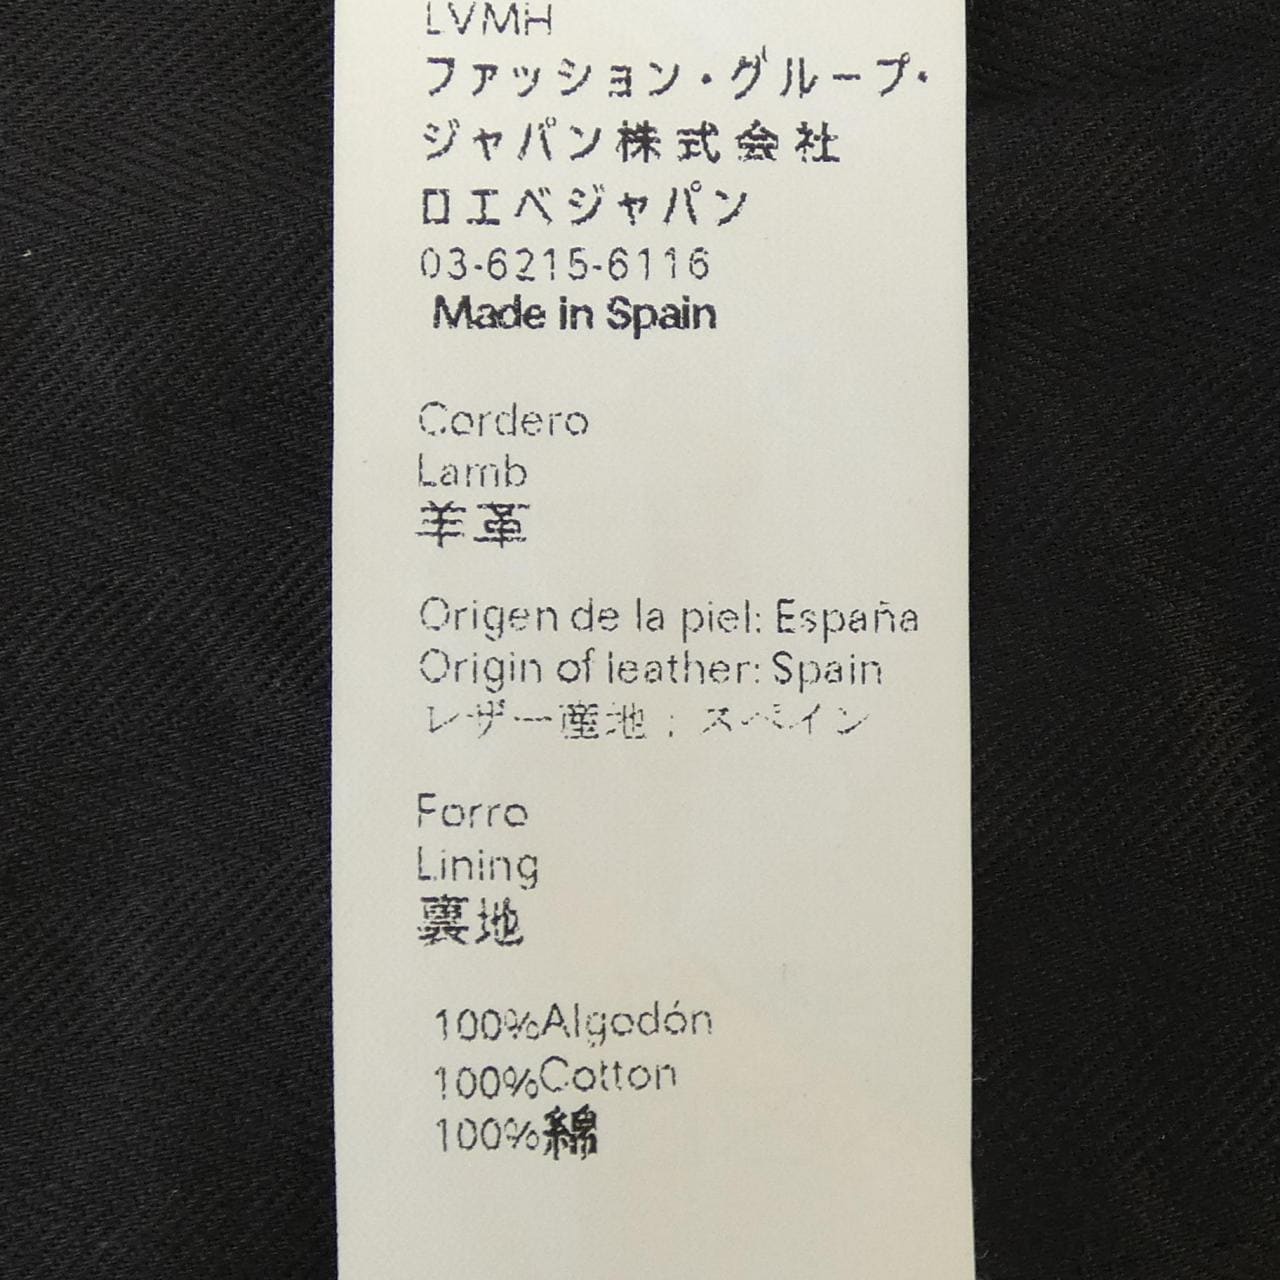 LVMH
ファッション・グループ・
ジャパン株式会社
ロエベジャパン
03-6215-6116
Made in Spain
Cordero
Lamb
羊革
Origen de la piel: España
Origin of leather: Spain
レザー産地：スペイン
Forro
Lining
裏地
100%Algodón
100%Cotton
100%綿